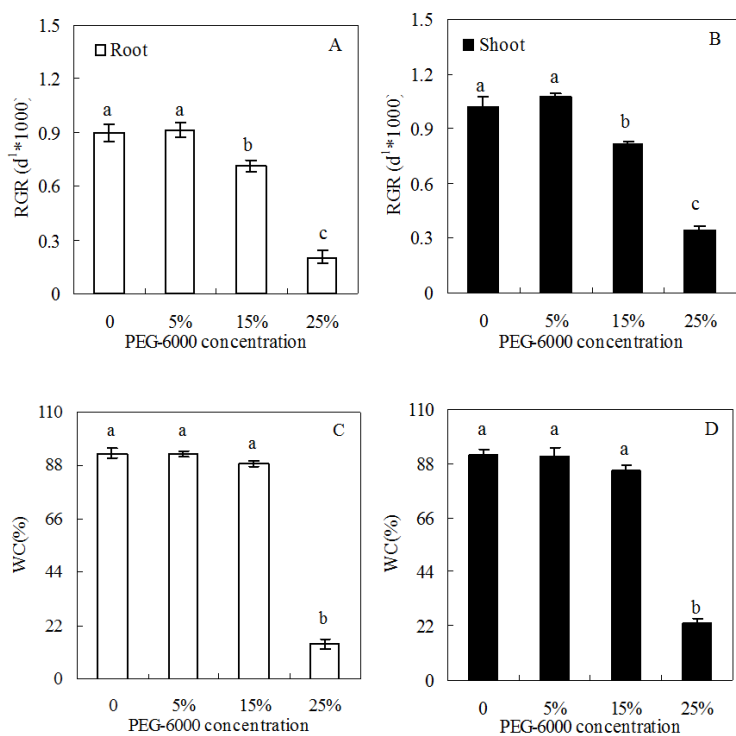 A
Root
a a b c
1.5
1.2
0.9
0.6
0.3
0
RGR (d¹*1000)
0 5% 15% 25%
PEG-6000 concentration
B
Shoot
a a b c
1.5
1.2
0.9
0.6
0.3
0
RGR (d¹*1000)
0 5% 15% 25%
PEG-6000 concentration
C
a a a b
110
88
66
44
22
0
WC(%)
0 5% 15% 25%
PEG-6000 concentration
D
a a a b
110
88
66
44
22
0
WC(%)
0 5% 15% 25%
PEG-6000 concentration